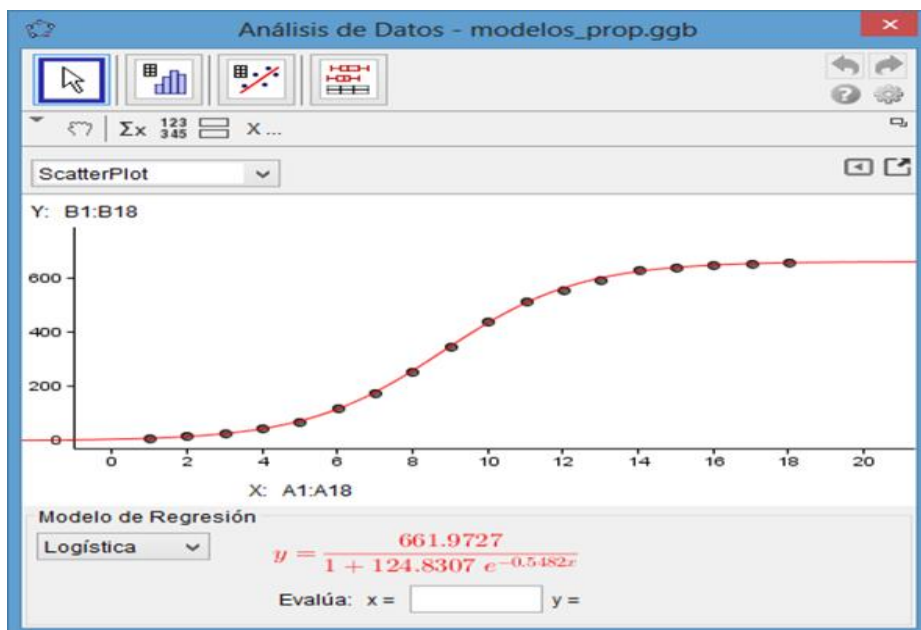 Análisis de Datos - modelos_prop.ggb
Σx 123 345 X ...
ScatterPlot
Y: B1:B18
600
400
200
0
0 2 4 6 8 10 12 14 16 18 20
X: A1:A18
Modelo de Regresión
Logística
y = 661.9727 / (1 + 124.8307 e^{-0.5482x})
Evalúa: x = y =